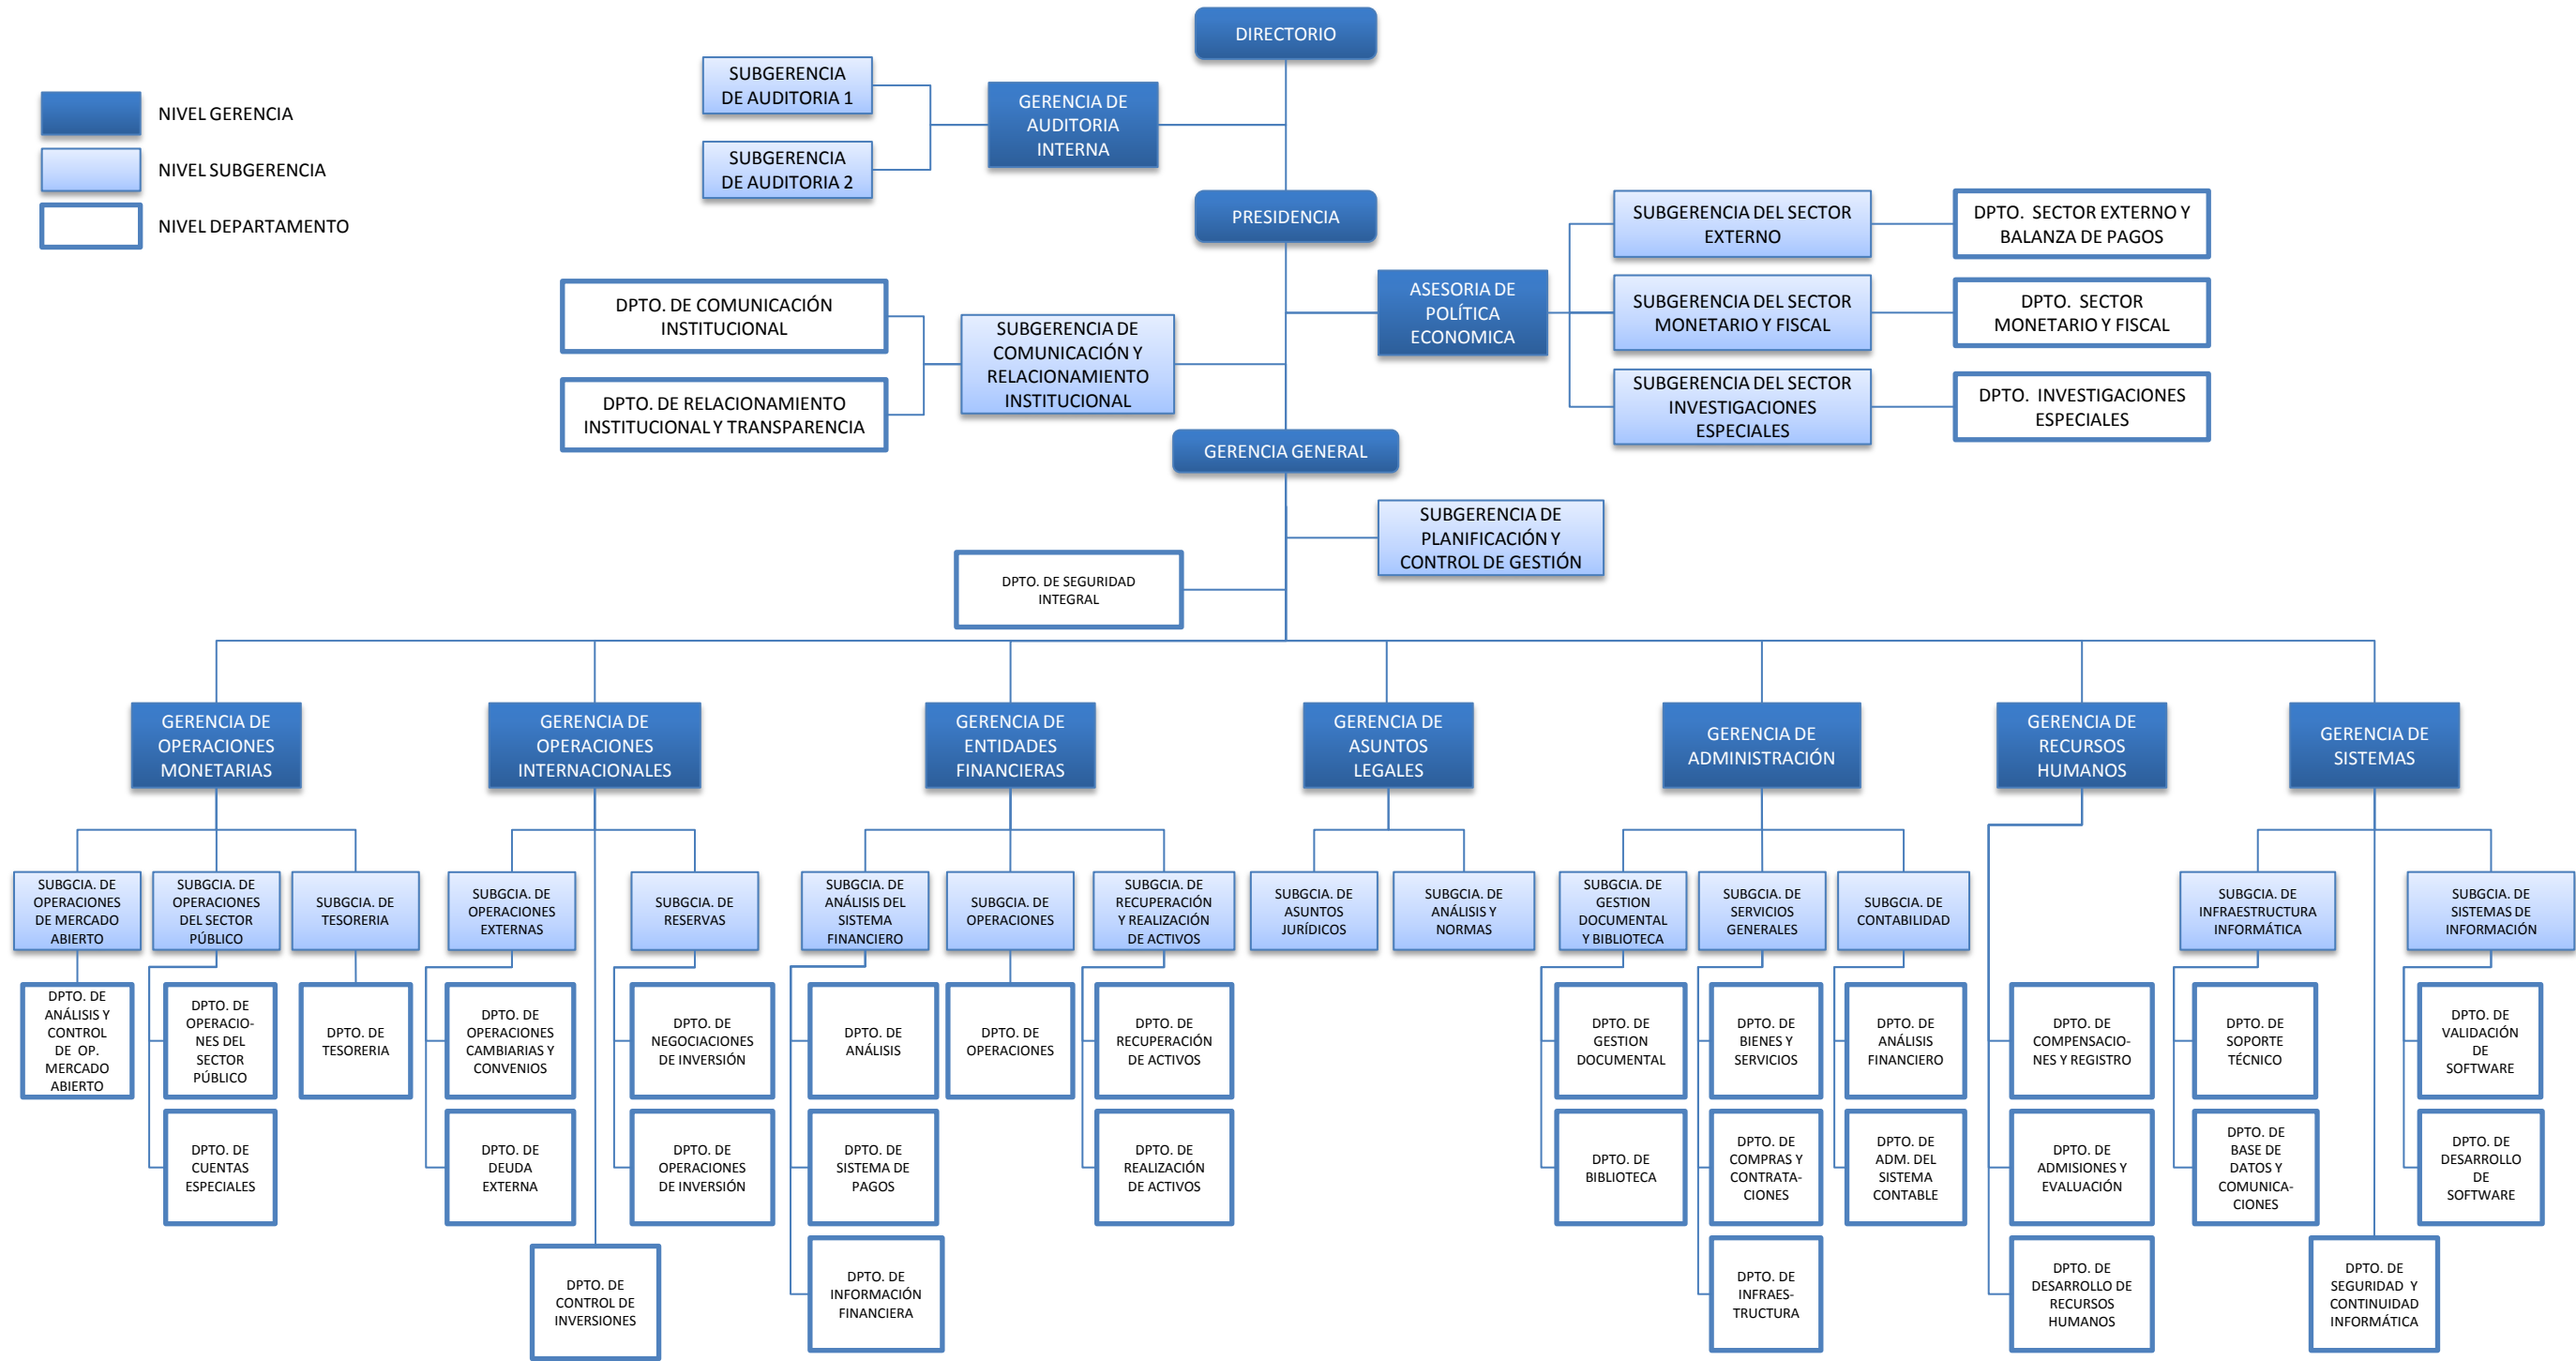 DIRECTORIO
SUBGERENCIA
DE AUDITORIA 1
SUBGERENCIA
DE AUDITORIA 2
GERENCIA DE
AUDITORIA
INTERNA
NIVEL GERENCIA
NIVEL SUBGERENCIA
NIVEL DEPARTAMENTO
PRESIDENCIA
SUBGERENCIA DEL SECTOR
EXTERNO
DPTO. SECTOR EXTERNO Y
BALANZA DE PAGOS
ASESORIA DE
POLÍTICA
ECONOMICA
SUBGERENCIA DEL SECTOR
MONETARIO Y FISCAL
DPTO. SECTOR
MONETARIO Y FISCAL
SUBGERENCIA DEL SECTOR
INVESTIGACIONES
ESPECIALES
DPTO. INVESTIGACIONES
ESPECIALES
DPTO. DE COMUNICACIÓN
INSTITUCIONAL
DPTO. DE RELACIONAMIENTO
INSTITUCIONAL Y TRANSPARENCIA
SUBGERENCIA DE
COMUNICACIÓN Y
RELACIONAMIENTO
INSTITUCIONAL
GERENCIA GENERAL
SUBGERENCIA DE
PLANIFICACIÓN Y
CONTROL DE GESTIÓN
DPTO. DE SEGURIDAD
INTEGRAL
GERENCIA DE
OPERACIONES
MONETARIAS
GERENCIA DE
OPERACIONES
INTERNACIONALES
GERENCIA DE
ENTIDADES
FINANCIERAS
GERENCIA DE
ASUNTOS
LEGALES
GERENCIA DE
ADMINISTRACIÓN
GERENCIA DE
RECURSOS
HUMANOS
GERENCIA DE
SISTEMAS
SUBGCIA. DE
OPERACIONES
DE MERCADO
ABIERTO
SUBGCIA. DE
OPERACIONES
DEL SECTOR
PÚBLICO
SUBGCIA. DE
TESORERIA
SUBGCIA. DE
OPERACIONES
EXTERNAS
SUBGCIA. DE
RESERVAS
SUBGCIA. DE
ANÁLISIS DEL
SISTEMA
FINANCIERO
SUBGCIA. DE
OPERACIONES
SUBGCIA. DE
RECUPERACIÓN
Y REALIZACIÓN
DE ACTIVOS
SUBGCIA. DE
ASUNTOS
JURÍDICOS
SUBGCIA. DE
ANÁLISIS Y
NORMAS
SUBGCIA. DE
GESTION
DOCUMENTAL
Y BIBLIOTECA
SUBGCIA. DE
SERVICIOS
GENERALES
SUBGCIA. DE
CONTABILIDAD
SUBGCIA. DE
INFRAESTRUCTURA
INFORMÁTICA
SUBGCIA. DE
SISTEMAS DE
INFORMACIÓN
DPTO. DE
ANÁLISIS Y
CONTROL
DE OP.
MERCADO
ABIERTO
DPTO. DE
OPERACIO-
NES DEL
SECTOR
PÚBLICO
DPTO. DE
TESORERIA
DPTO. DE
OPERACIONES
CAMBIARIAS Y
CONVENIOS
DPTO. DE
NEGOCIACIONES
DE INVERSIÓN
DPTO. DE
ANÁLISIS
DPTO. DE
OPERACIONES
DPTO. DE
RECUPERACIÓN
DE ACTIVOS
DPTO. DE
GESTION
DOCUMENTAL
DPTO. DE
BIENES Y
SERVICIOS
DPTO. DE
ANÁLISIS
FINANCIERO
DPTO. DE
COMPENSACIO-
NES Y REGISTRO
DPTO. DE
SOPORTE
TÉCNICO
DPTO. DE
VALIDACIÓN
DE
SOFTWARE
DPTO. DE
CUENTAS
ESPECIALES
DPTO. DE
DEUDA
EXTERNA
DPTO. DE
OPERACIONES
DE INVERSIÓN
DPTO. DE
SISTEMA DE
PAGOS
DPTO. DE
REALIZACIÓN
DE ACTIVOS
DPTO. DE
BIBLIOTECA
DPTO. DE
COMPRAS Y
CONTRATA-
CIONES
DPTO. DE
ADM. DEL
SISTEMA
CONTABLE
DPTO. DE
ADMISIONES Y
EVALUACIÓN
DPTO. DE
BASE DE
DATOS Y
COMUNICA-
CIONES
DPTO. DE
DESARROLLO
DE
SOFTWARE
DPTO. DE
CONTROL DE
INVERSIONES
DPTO. DE
INFORMACIÓN
FINANCIERA
DPTO. DE
INFRAES-
TRUCTURA
DPTO. DE
DESARROLLO DE
RECURSOS
HUMANOS
DPTO. DE
SEGURIDAD Y
CONTINUIDAD
INFORMÁTICA